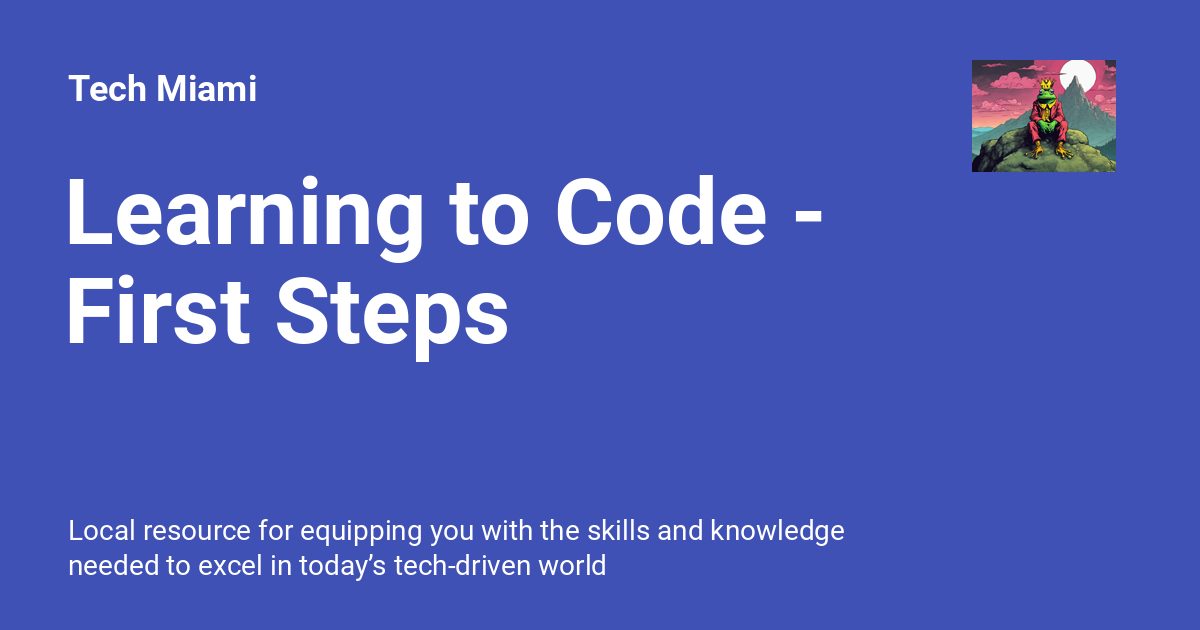 Tech Miami
Learning to Code -
First Steps
Local resource for equipping you with the skills and knowledge
needed to excel in today’s tech-driven world